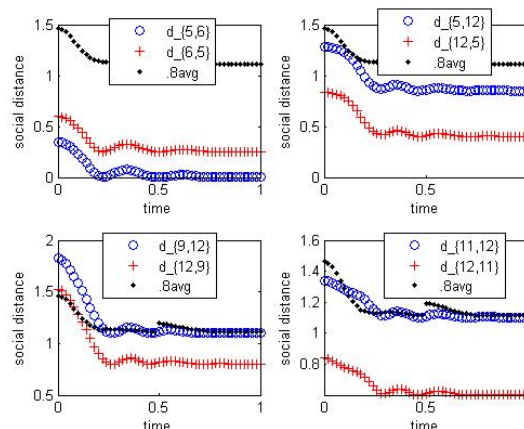 1.5
1
0.5
0
0
0.5
1
social distance
time
d_{5,6}
d_{6,5}
.8avg
1.5
1
0.5
0
0
0.5
social distance
time
d_{5,12}
d_{12,5}
.8avg
2
1.5
1
0.5
0
0.5
1
social distance
time
d_{9,12}
d_{12,9}
.8avg
1.6
1.4
1.2
1
0.8
0
0.5
social distance
time
d_{11,12}
d_{12,11}
.8avg